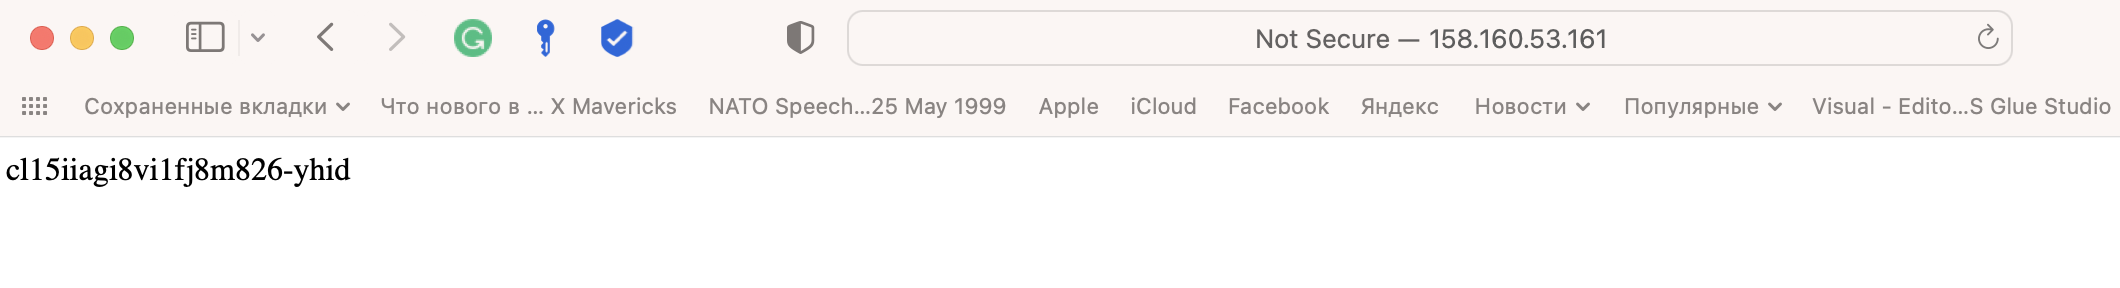 Not Secure — 158.160.53.161
Сохраненные вкладки Что нового в ... X Mavericks NATO Speech...25 May 1999 Apple iCloud Facebook Яндекс Новости Популярные Visual - Edito...S Glue Studio
cl15iiagi8vi1fj8m826-yhid